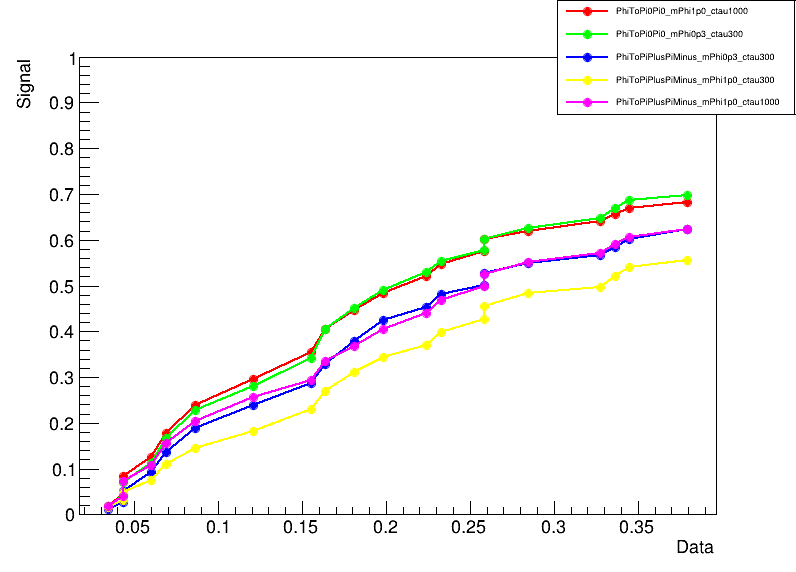 PhiToPi0Pi0_mPhi1p0_ctau1000
PhiToPi0Pi0_mPhi0p3_ctau300
PhiToPiPlusPiMinus_mPhi0p3_ctau300
PhiToPiPlusPiMinus_mPhi1p0_ctau300
PhiToPiPlusPiMinus_mPhi1p0_ctau1000
Signal
1
0.9
0.8
0.7
0.6
0.5
0.4
0.3
0.2
0.1
0
0.05 0.1 0.15 0.2 0.25 0.3 0.35
Data